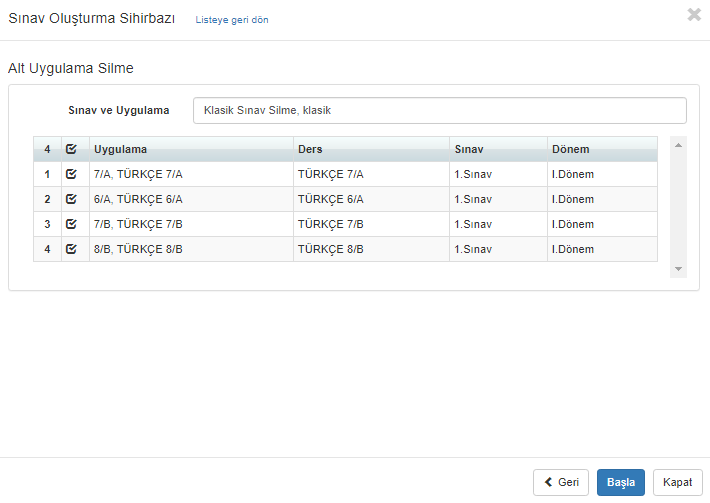 Sınav Oluşturma Sihirbazı Listeye geri dön
Alt Uygulama Silme
Sınav ve Uygulama Klasik Sınav Silme, klasik
4 Uygulama Ders Sınav Dönem
1 7/A, TÜRKÇE 7/A TÜRKÇE 7/A 1.Sınav I.Dönem
2 6/A, TÜRKÇE 6/A TÜRKÇE 6/A 1.Sınav I.Dönem
3 7/B, TÜRKÇE 7/B TÜRKÇE 7/B 1.Sınav I.Dönem
4 8/B, TÜRKÇE 8/B TÜRKÇE 8/B 1.Sınav I.Dönem
Geri Başla Kapat